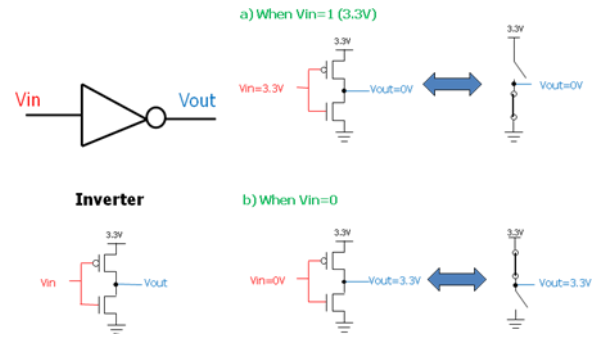 a) When Vin=1 (3.3V)
3.3V
3.3V
Vin
Vout
Vin=3.3V
Vout=0V
Vout=0V
Inverter
b) When Vin=0
3.3V
3.3V
3.3V
Vin
Vout
Vin=0V
Vout=3.3V
Vout=3.3V